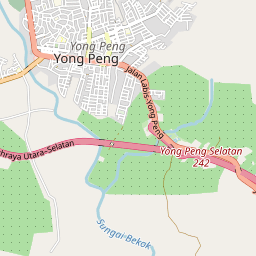 Yong Peng
Yong Peng
Jalan Labis-Yong Peng
Yong Peng Selatan
242
hraya Utara-Selatan
Sungai-Bekok